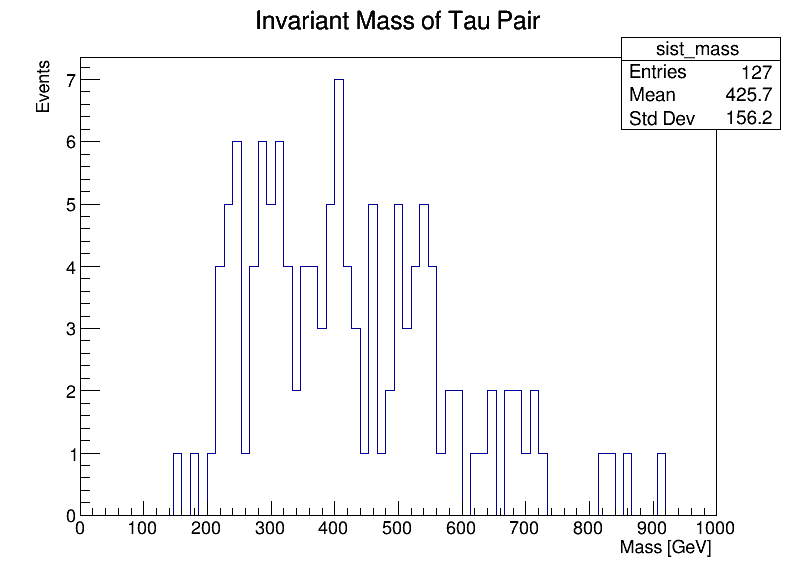 Invariant Mass of Tau Pair
sist_mass
Entries 127
Mean 425.7
Std Dev 156.2
Events
7
6
5
4
3
2
1
0
0 100 200 300 400 500 600 700 800 900 1000
Mass [GeV]